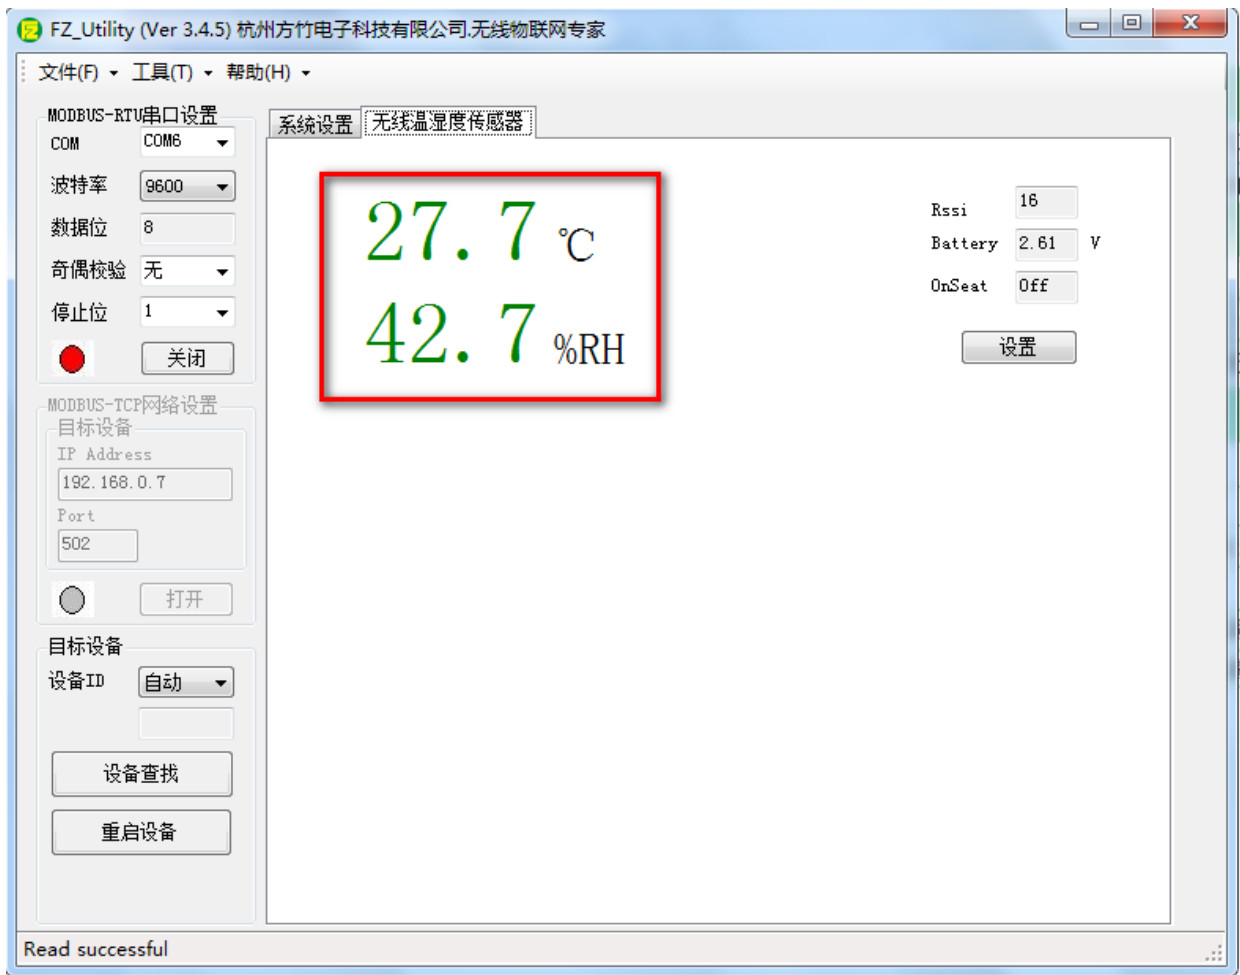 FZ_Utility (Ver 3.4.5) 杭州方竹电子科技有限公司.无线物联网专家
文件(F) 工具(T) 帮助(H)
MODBUS-RTU串口设置
COM COM6
波特率 9600
数据位 8
奇偶校验 无
停止位 1
关闭
MODBUS-TCP网络设置
目标设备
IP Address
192.168.0.7
Port
502
打开
目标设备
设备ID 自动
设备查找
重启设备
系统设置 无线温湿度传感器
27.7 ℃
42.7 %RH
Rssi 16
Battery 2.61 V
OnSeat Off
设置
Read successful